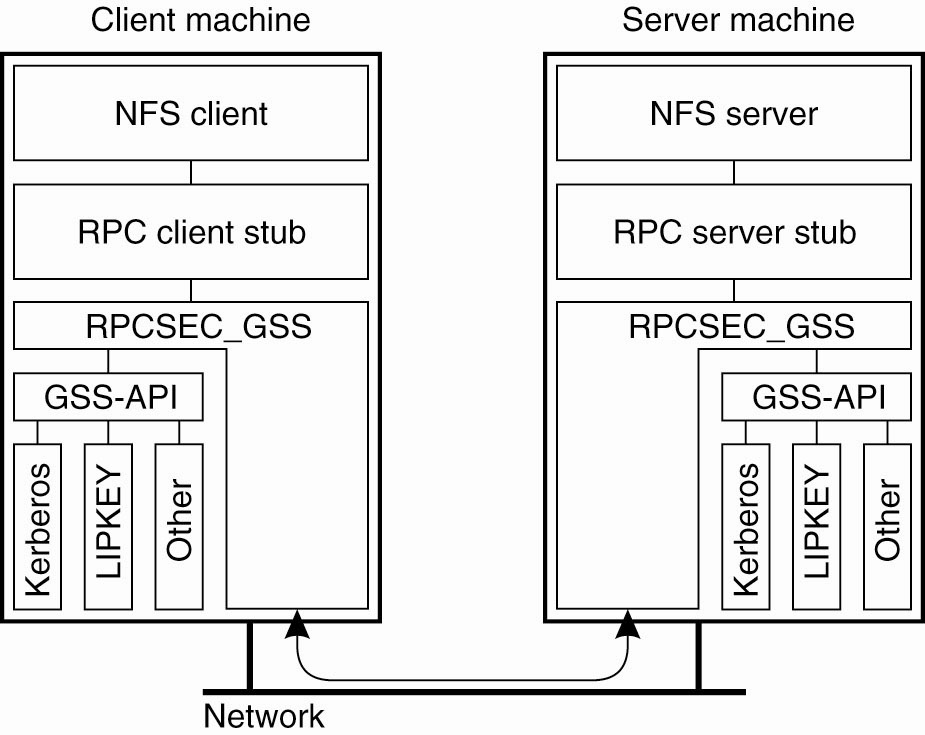 Client machine
Server machine
NFS client
NFS server
RPC client stub
RPC server stub
RPCSEC_GSS
RPCSEC_GSS
GSS-API
GSS-API
Kerberos
LIPKEY
Other
Kerberos
LIPKEY
Other
Network